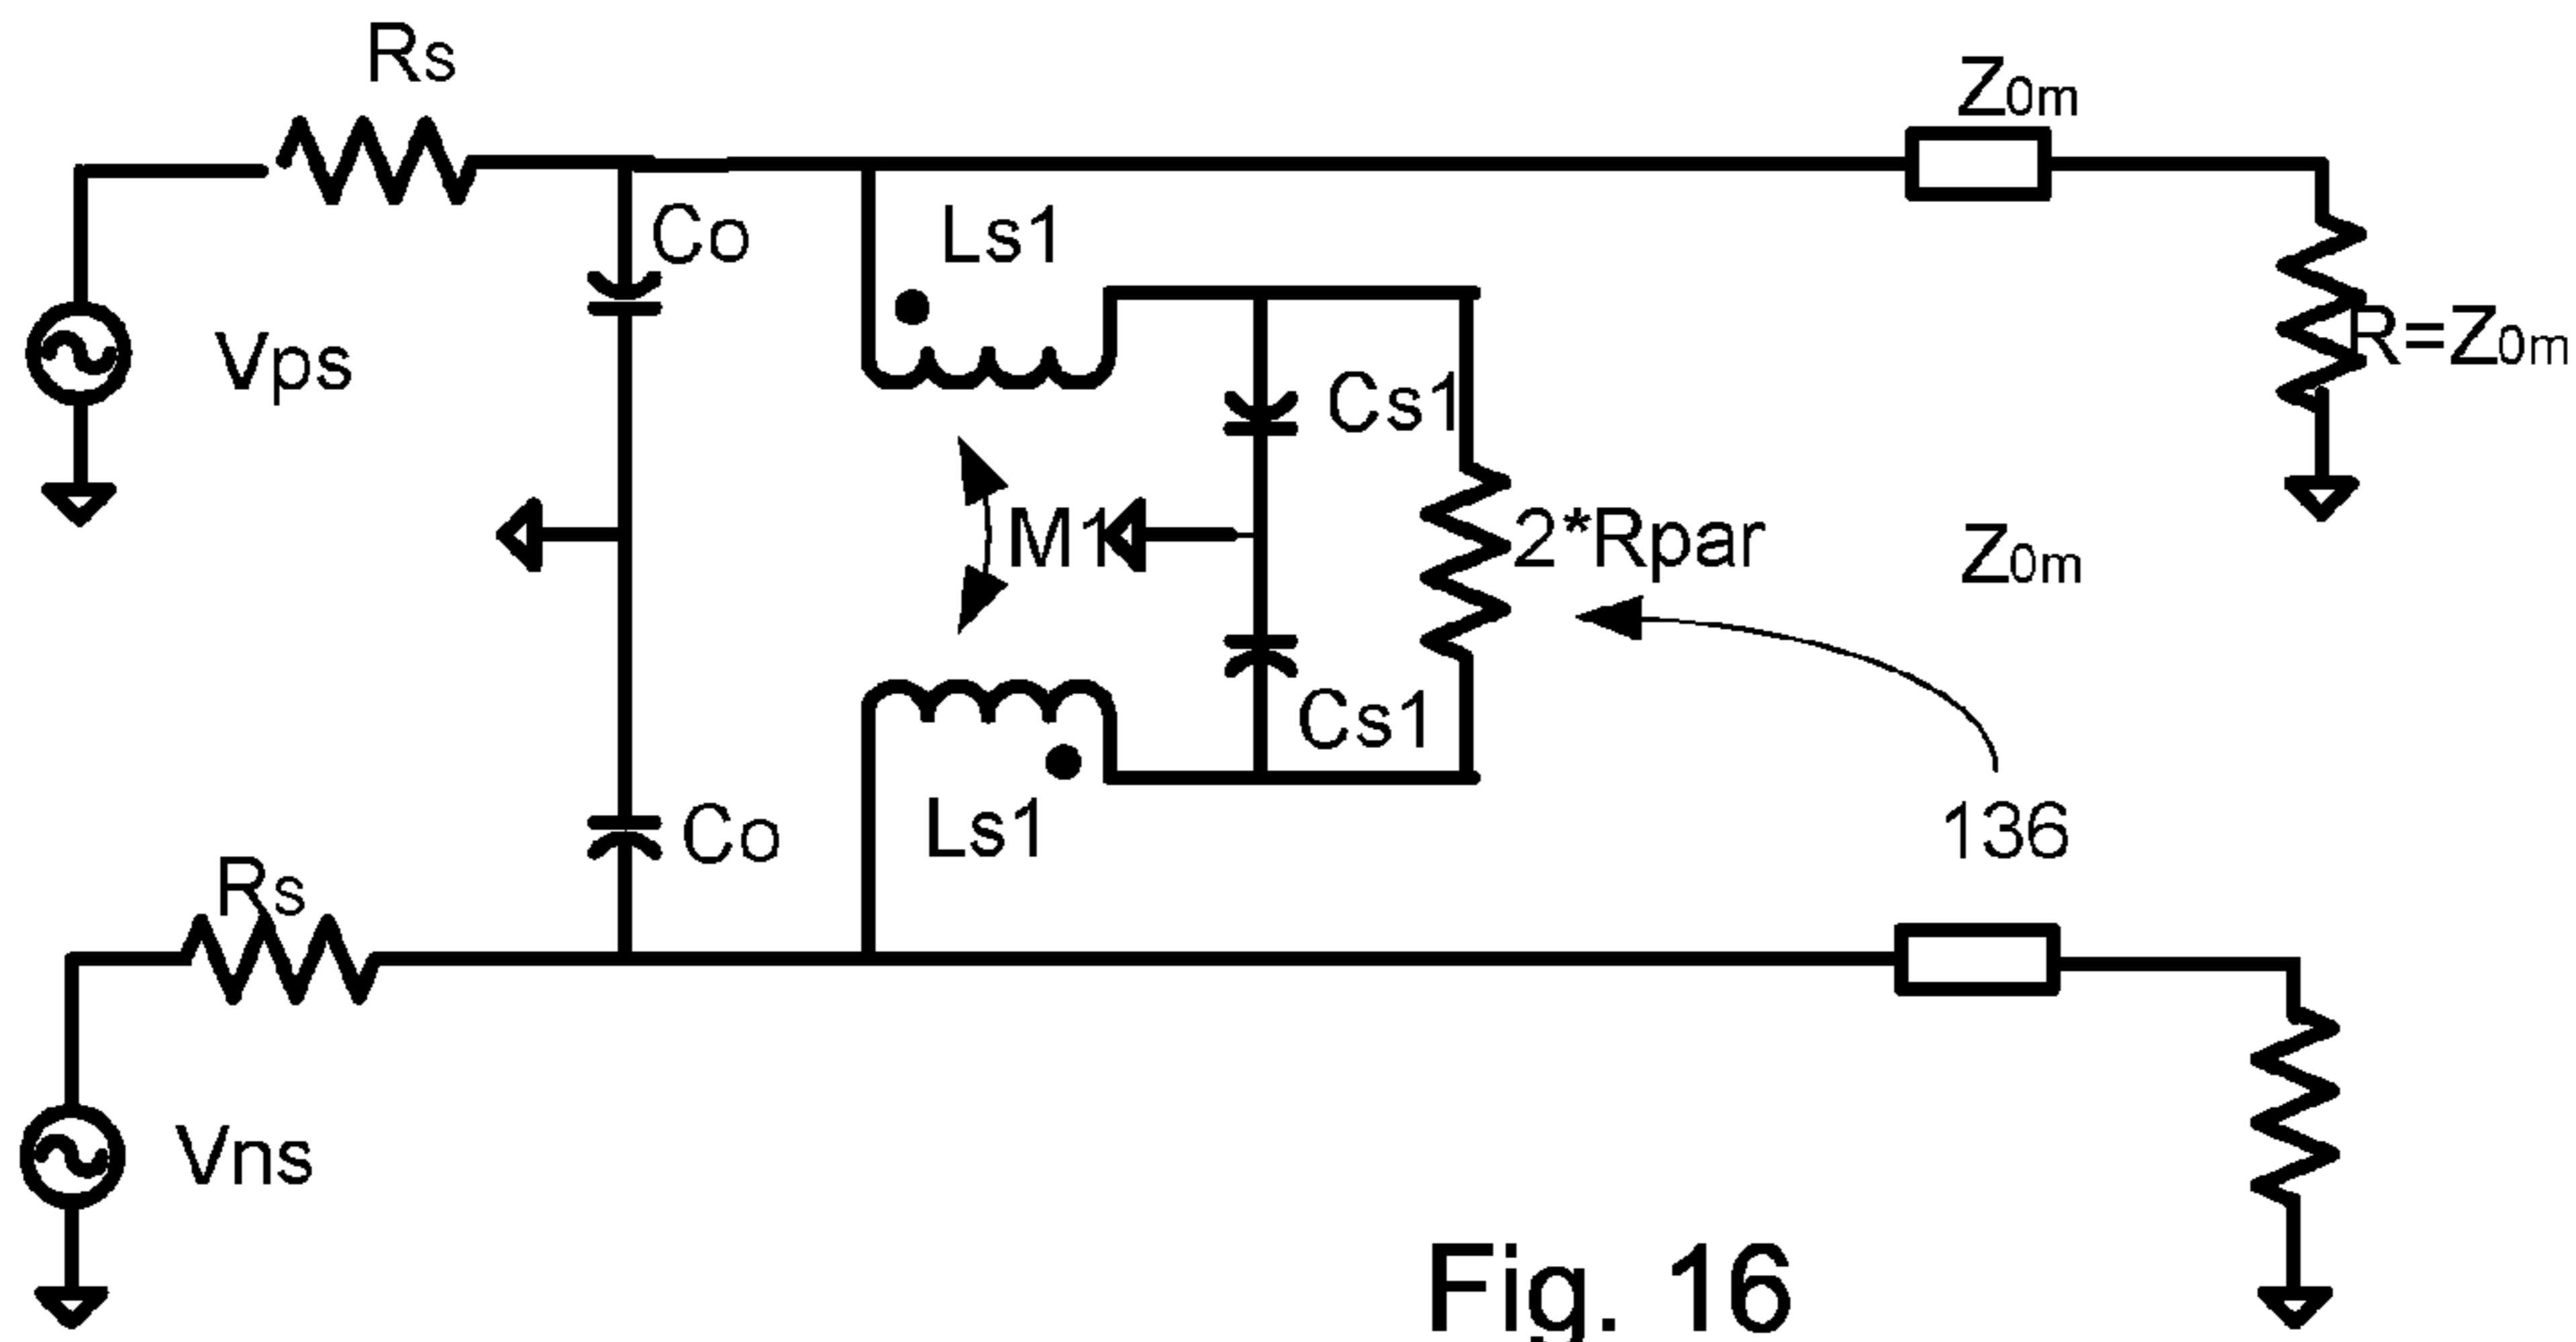 Rs
Z0m
Co
Ls1
Vps
R=Z0m
Cs1
M1
2*Rpar
Z0m
Cs1
Ls1
Co
136
Rs
Vns
Fig. 16